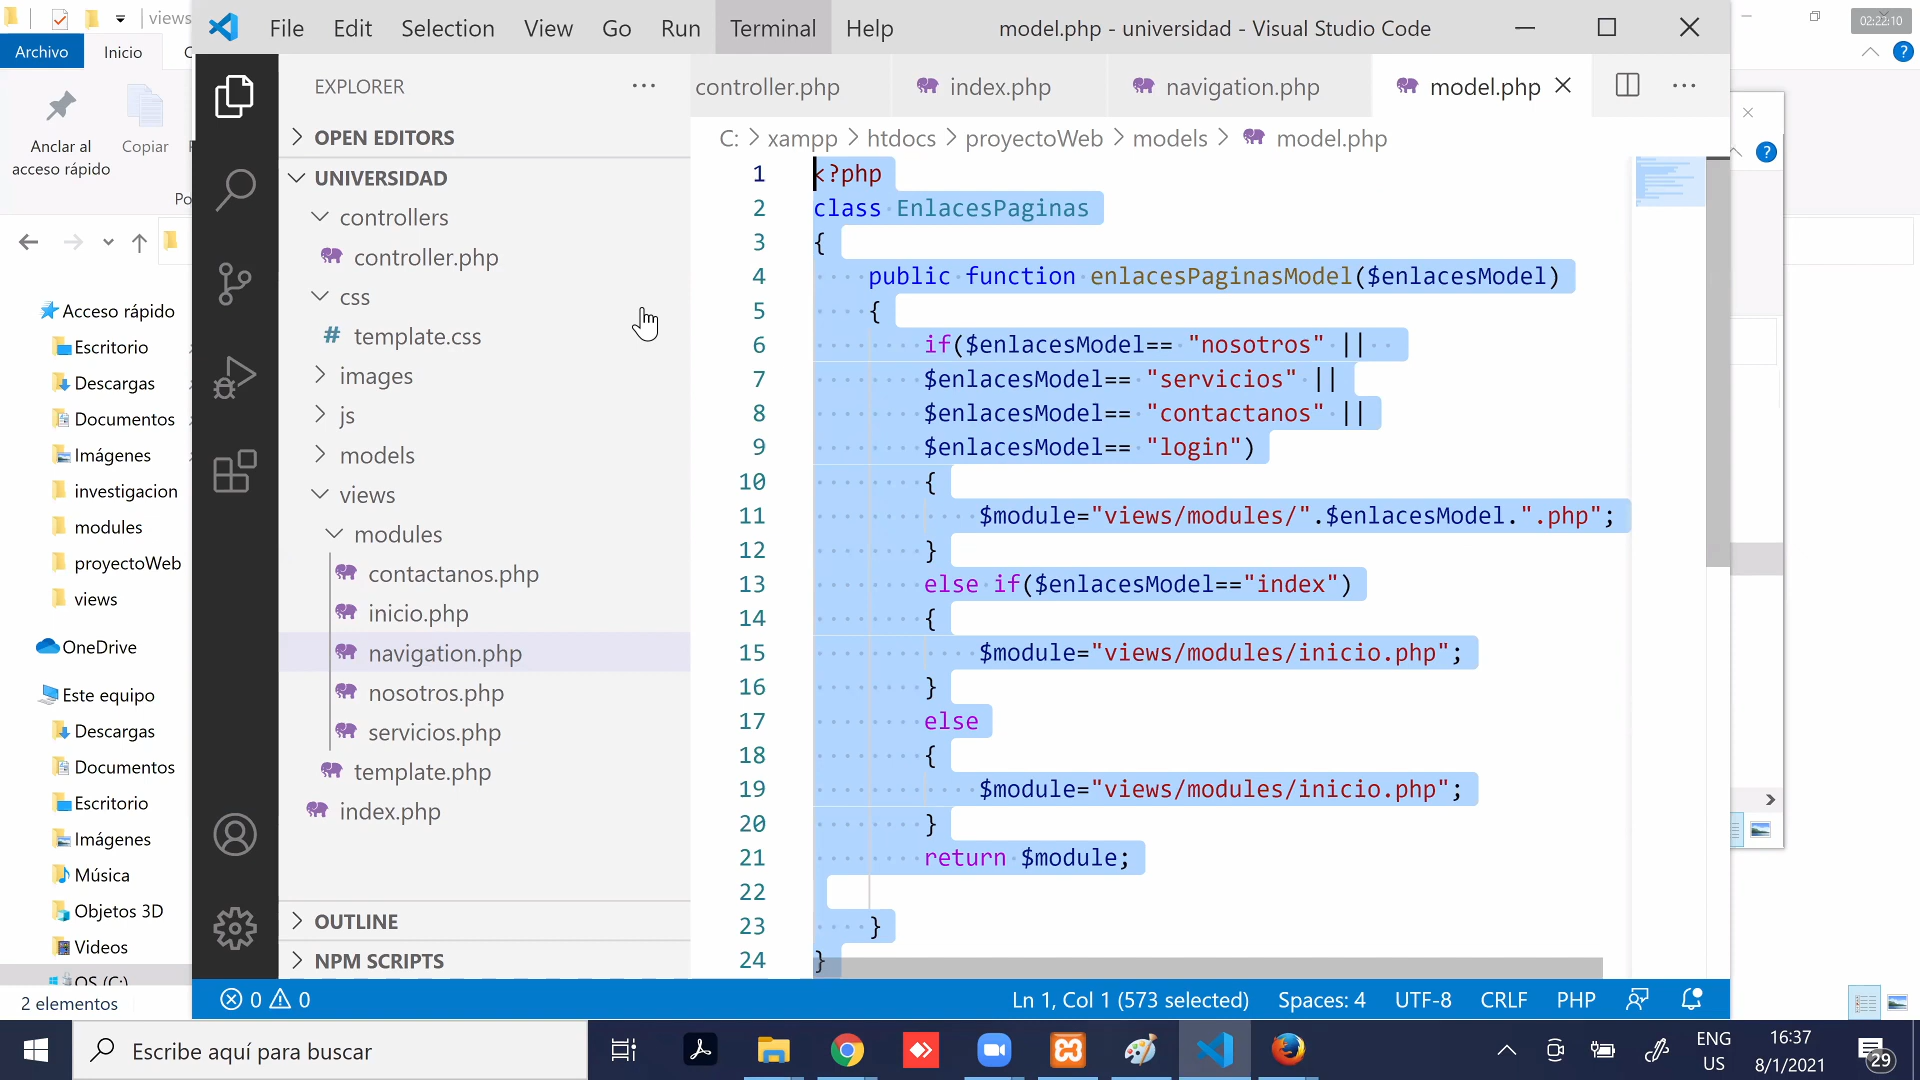 views
Archivo
Inicio
Anclar al
acceso rápido
Copiar
Acceso rápido
Escritorio
Descargas
Documentos
Imágenes
investigacion
modules
proyectoWeb
views
OneDrive
Este equipo
Descargas
Documentos
Escritorio
Imágenes
Música
Objetos 3D
Videos
OS (C:)
2 elementos
File Edit Selection View Go Run Terminal Help
model.php - universidad - Visual Studio Code
02:22:10
EXPLORER
OPEN EDITORS
UNIVERSIDAD
controllers
controller.php
css
# template.css
images
js
models
views
modules
contactanos.php
inicio.php
navigation.php
nosotros.php
servicios.php
template.php
index.php
OUTLINE
NPM SCRIPTS
controller.php index.php navigation.php model.php
C: > xampp > htdocs > proyectoWeb > models > model.php
1 <?php
2 class EnlacesPaginas
3 {
4 public function enlacesPaginasModel($enlacesModel)
5 {
6 if($enlacesModel== "nosotros" ||
7 $enlacesModel== "servicios" ||
8 $enlacesModel== "contactanos" ||
9 $enlacesModel== "login")
10 {
11 $module="views/modules/".$enlacesModel.".php";
12 }
13 else if($enlacesModel=="index")
14 {
15 $module="views/modules/inicio.php";
16 }
17 else
18 {
19 $module="views/modules/inicio.php";
20 }
21 return $module;
22
23 }
24 }
0 0
Ln 1, Col 1 (573 selected) Spaces: 4 UTF-8 CRLF PHP
Escribe aquí para buscar
ENG
US
16:37
8/1/2021
29